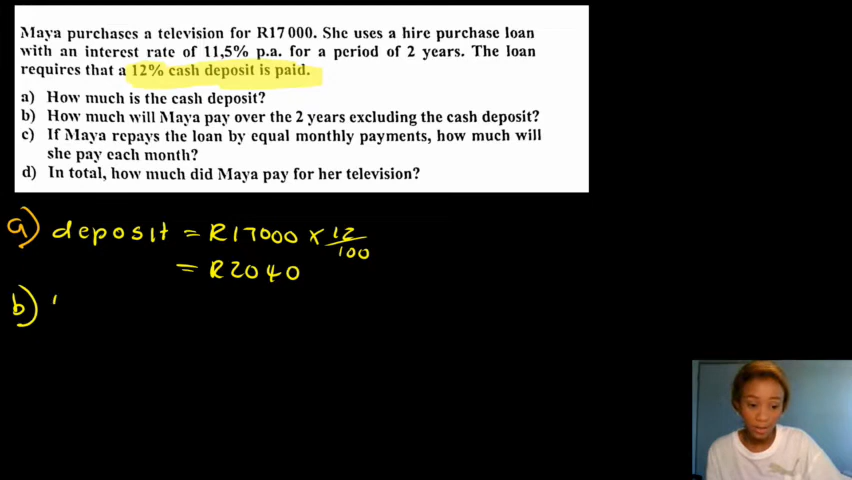 Maya purchases a television for R17 000. She uses a hire purchase loan
with an interest rate of 11,5% p.a. for a period of 2 years. The loan
requires that a 12% cash deposit is paid.
a) How much is the cash deposit?
b) How much will Maya pay over the 2 years excluding the cash deposit?
c) If Maya repays the loan by equal monthly payments, how much will
she pay each month?
d) In total, how much did Maya pay for her television?
a) deposit = R17000 × 12/100
= R2040
b)